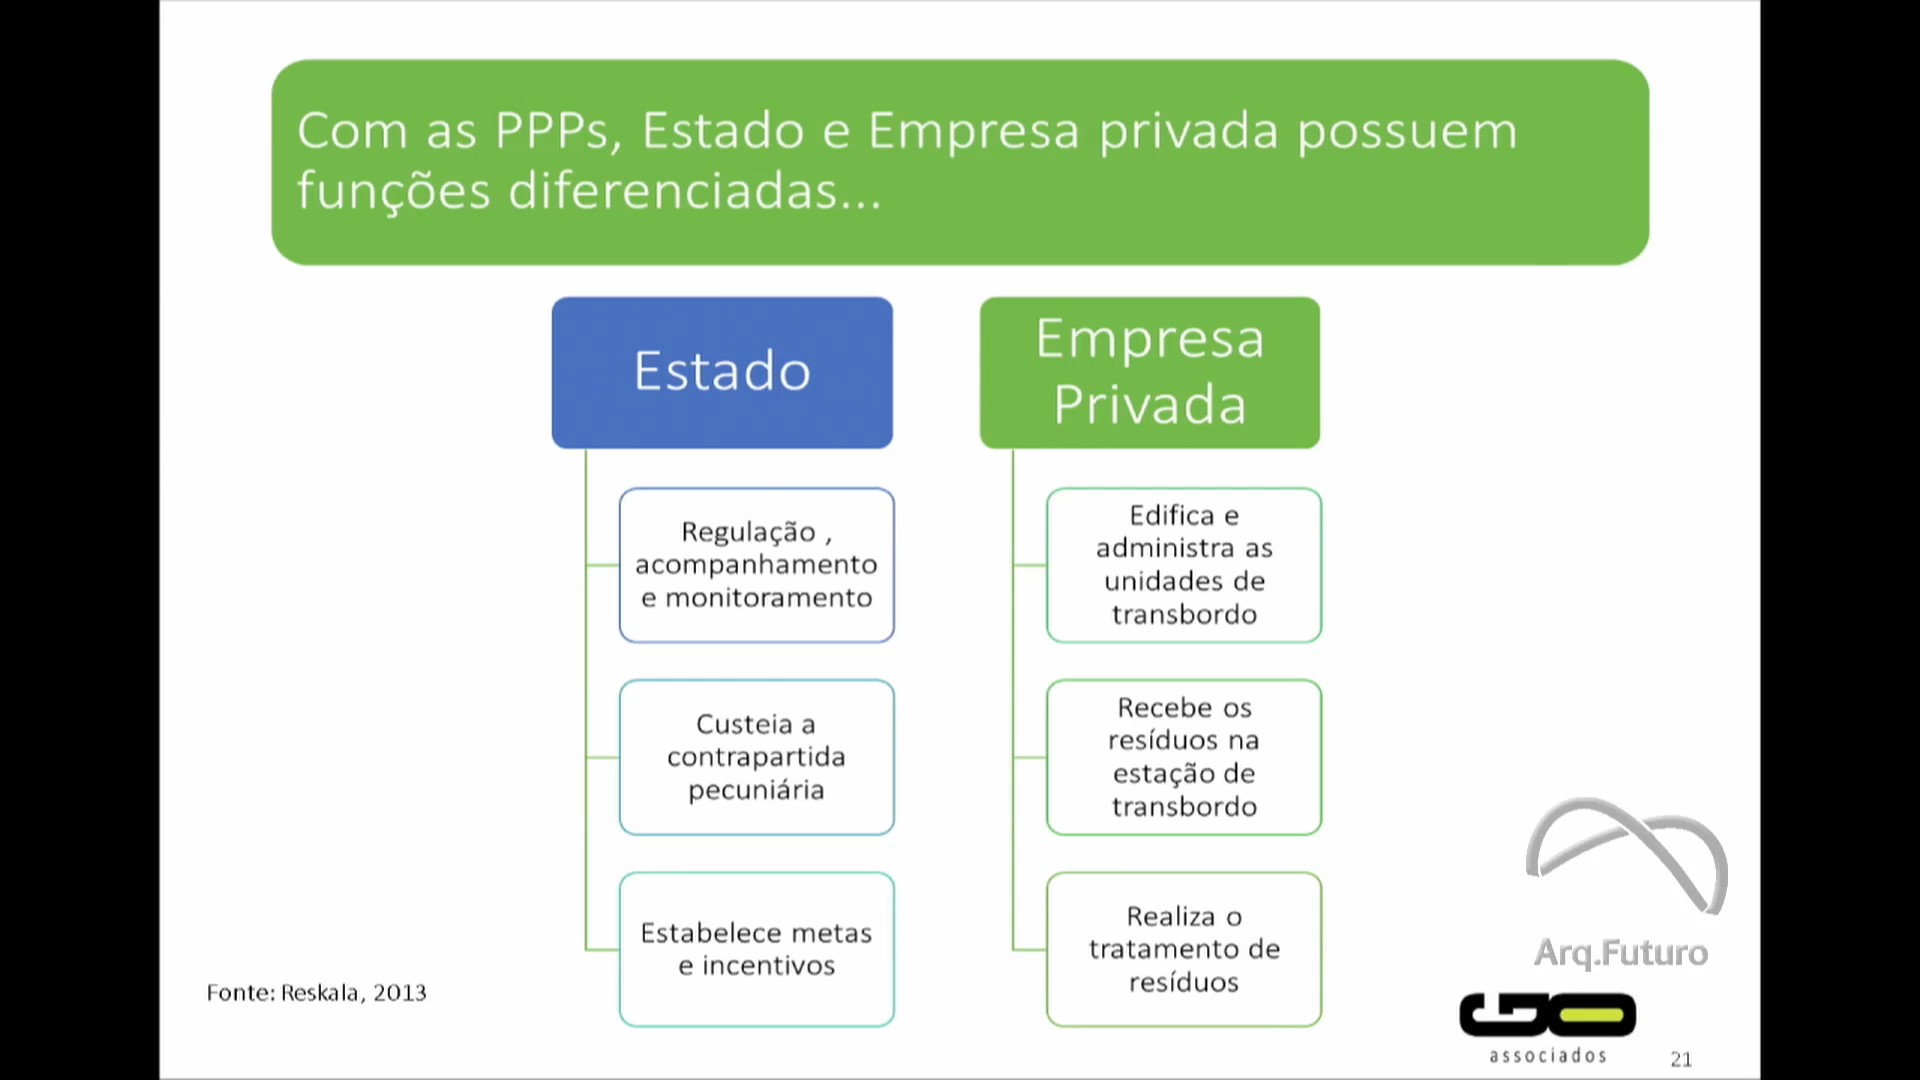 Com as PPPs, Estado e Empresa privada possuem
funções diferenciadas...
Estado
Regulação ,
acompanhamento
e monitoramento
Custeia a
contrapartida
pecuniária
Estabelece metas
e incentivos
Empresa
Privada
Edifica e
administra as
unidades de
transbordo
Recebe os
resíduos na
estação de
transbordo
Realiza o
tratamento de
resíduos
Fonte: Reskala, 2013
Arq.Futuro
GO
associados
21